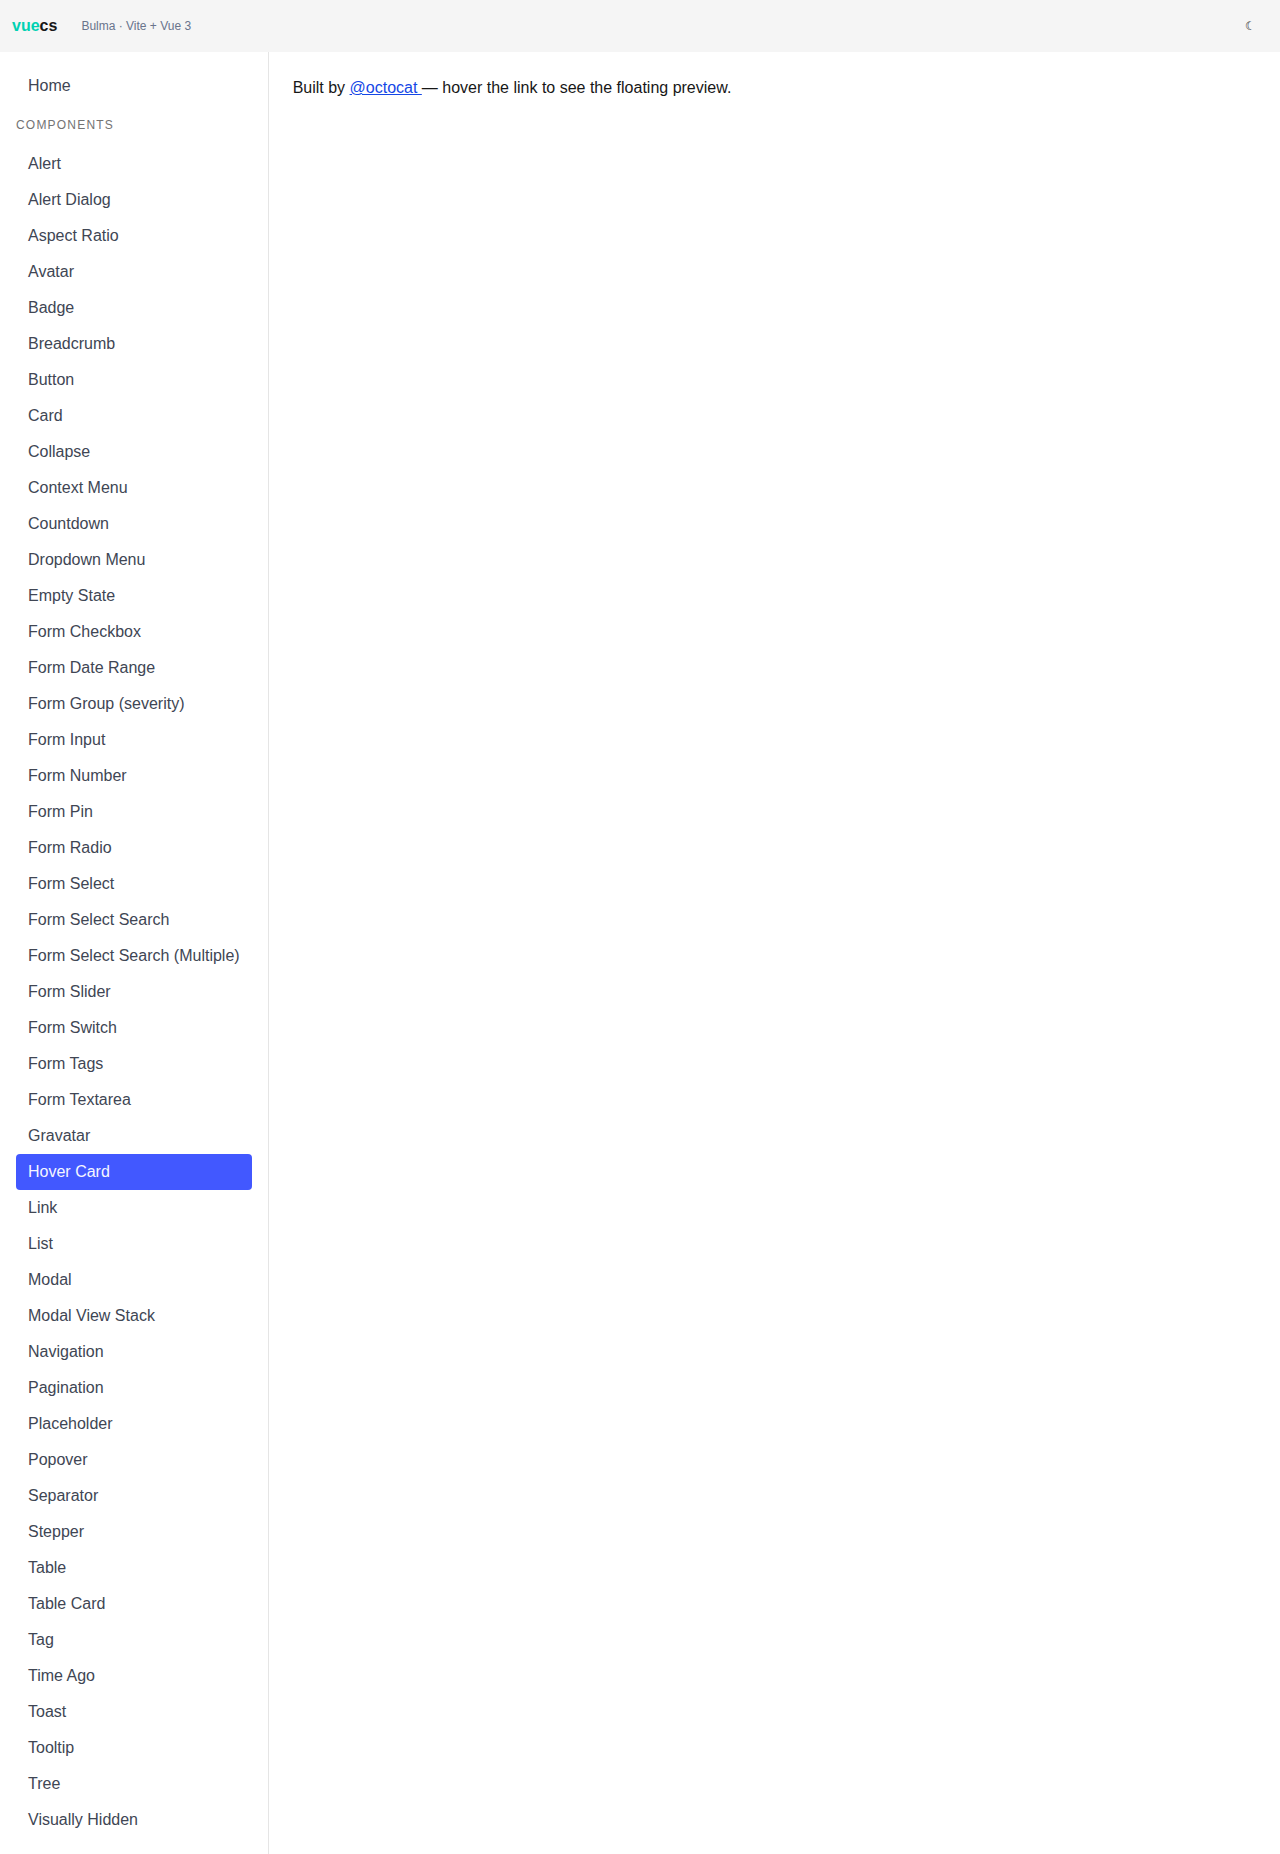 vuecs Bulma · Vite + Vue 3
Home
COMPONENTS
Alert
Alert Dialog
Aspect Ratio
Avatar
Badge
Breadcrumb
Button
Card
Collapse
Context Menu
Countdown
Dropdown Menu
Empty State
Form Checkbox
Form Date Range
Form Group (severity)
Form Input
Form Number
Form Pin
Form Radio
Form Select
Form Select Search
Form Select Search (Multiple)
Form Slider
Form Switch
Form Tags
Form Textarea
Gravatar
Hover Card
Link
List
Modal
Modal View Stack
Navigation
Pagination
Placeholder
Popover
Separator
Stepper
Table
Table Card
Tag
Time Ago
Toast
Tooltip
Tree
Visually Hidden
Built by @octocat — hover the link to see the floating preview.